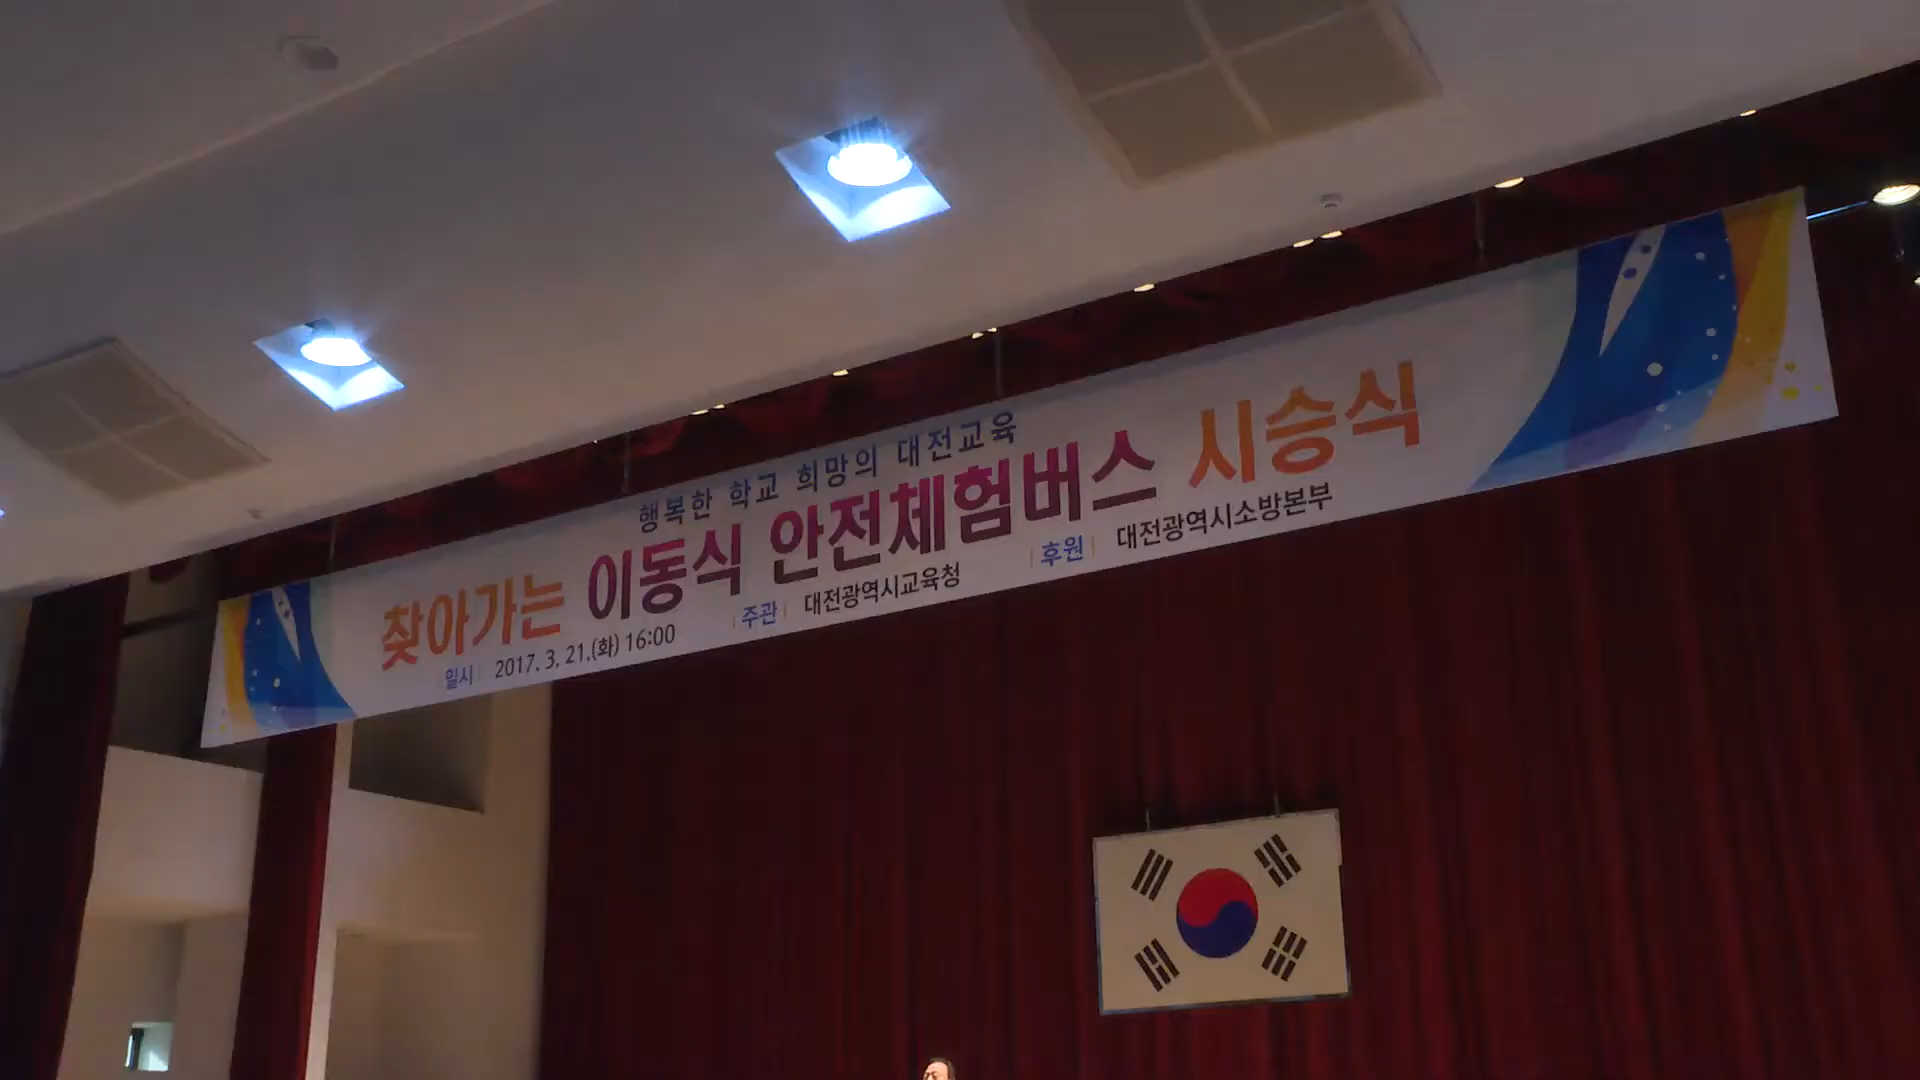 행복한 학교 희망의 대전교육
찾아가는 이동식 안전체험버스 시승식
일시 2017. 3. 21.(화) 16:00 주관 대전광역시교육청 후원 대전광역시소방본부